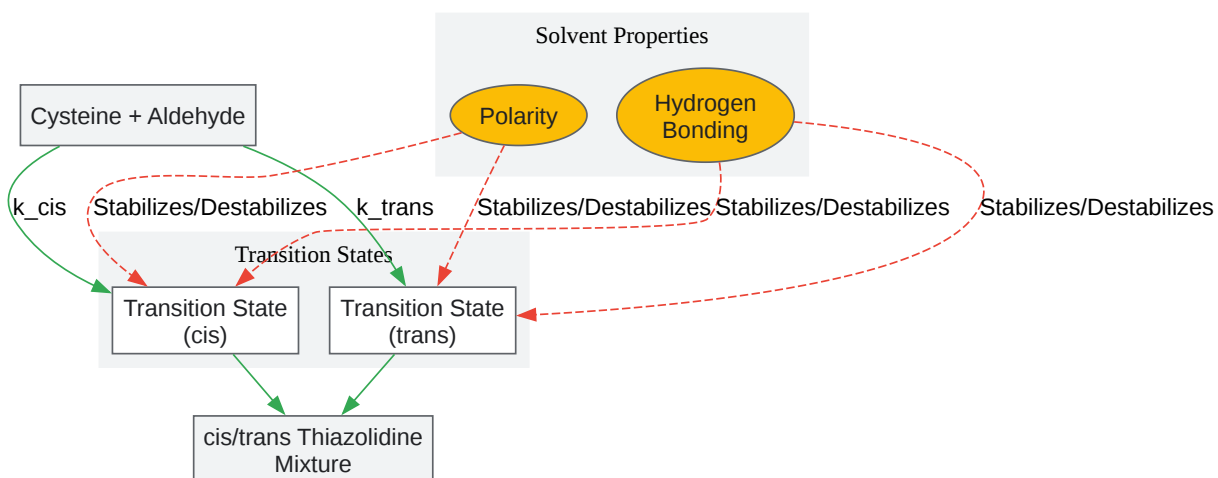 Solvent Properties
Cysteine + Aldehyde
Polarity
Hydrogen
Bonding
k_cis
Stabilizes/Destabilizes
k_trans
Stabilizes/Destabilizes
Stabilizes/Destabilizes
Stabilizes/Destabilizes
Transition States
Transition State
(cis)
Transition State
(trans)
cis/trans Thiazolidine
Mixture